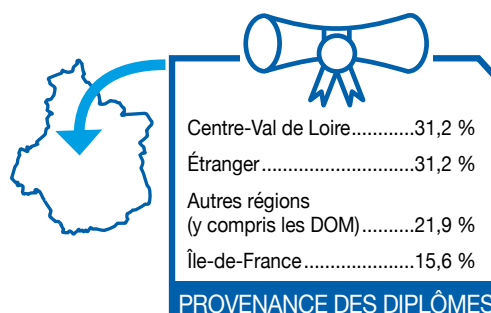 Centre-Val de Loire............31,2 %
Étranger............................31,2 %
Autres régions
(y compris les DOM)..........21,9 %
Île-de-France.....................15,6 %
PROVENANCE DES DIPLÔMES